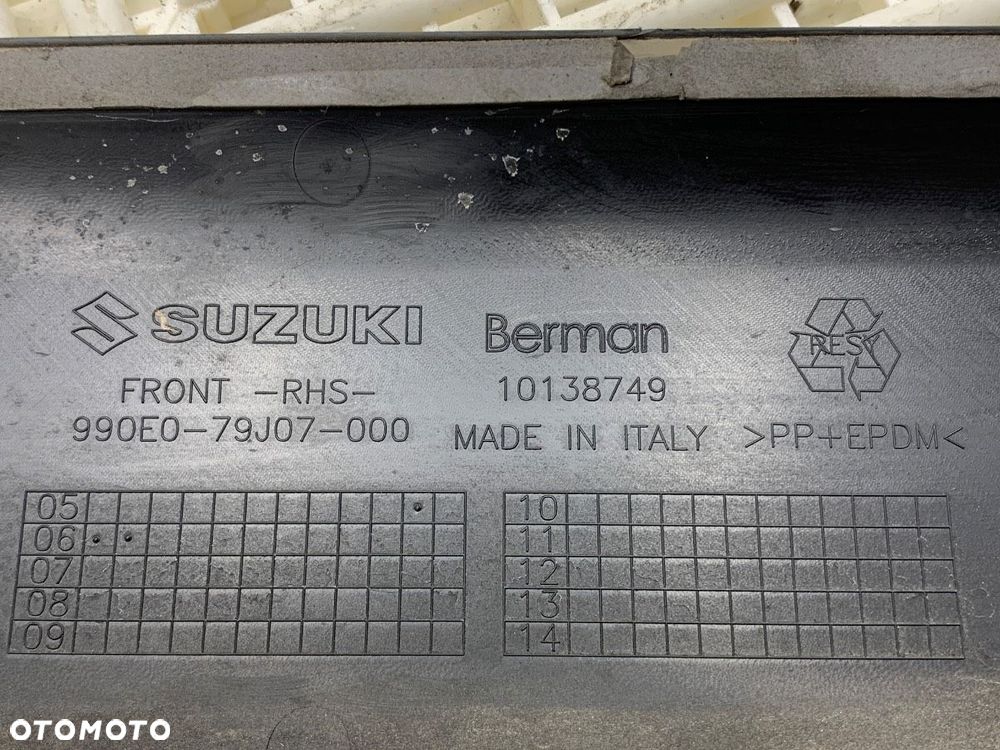 SUZUKI
FRONT -RHS-
990E0-79J07-000
Berman
10138749
MADE IN ITALY
RESY
>PP+EPDM<
05
06
07
08
09
10
11
12
13
14
OTOMOTO